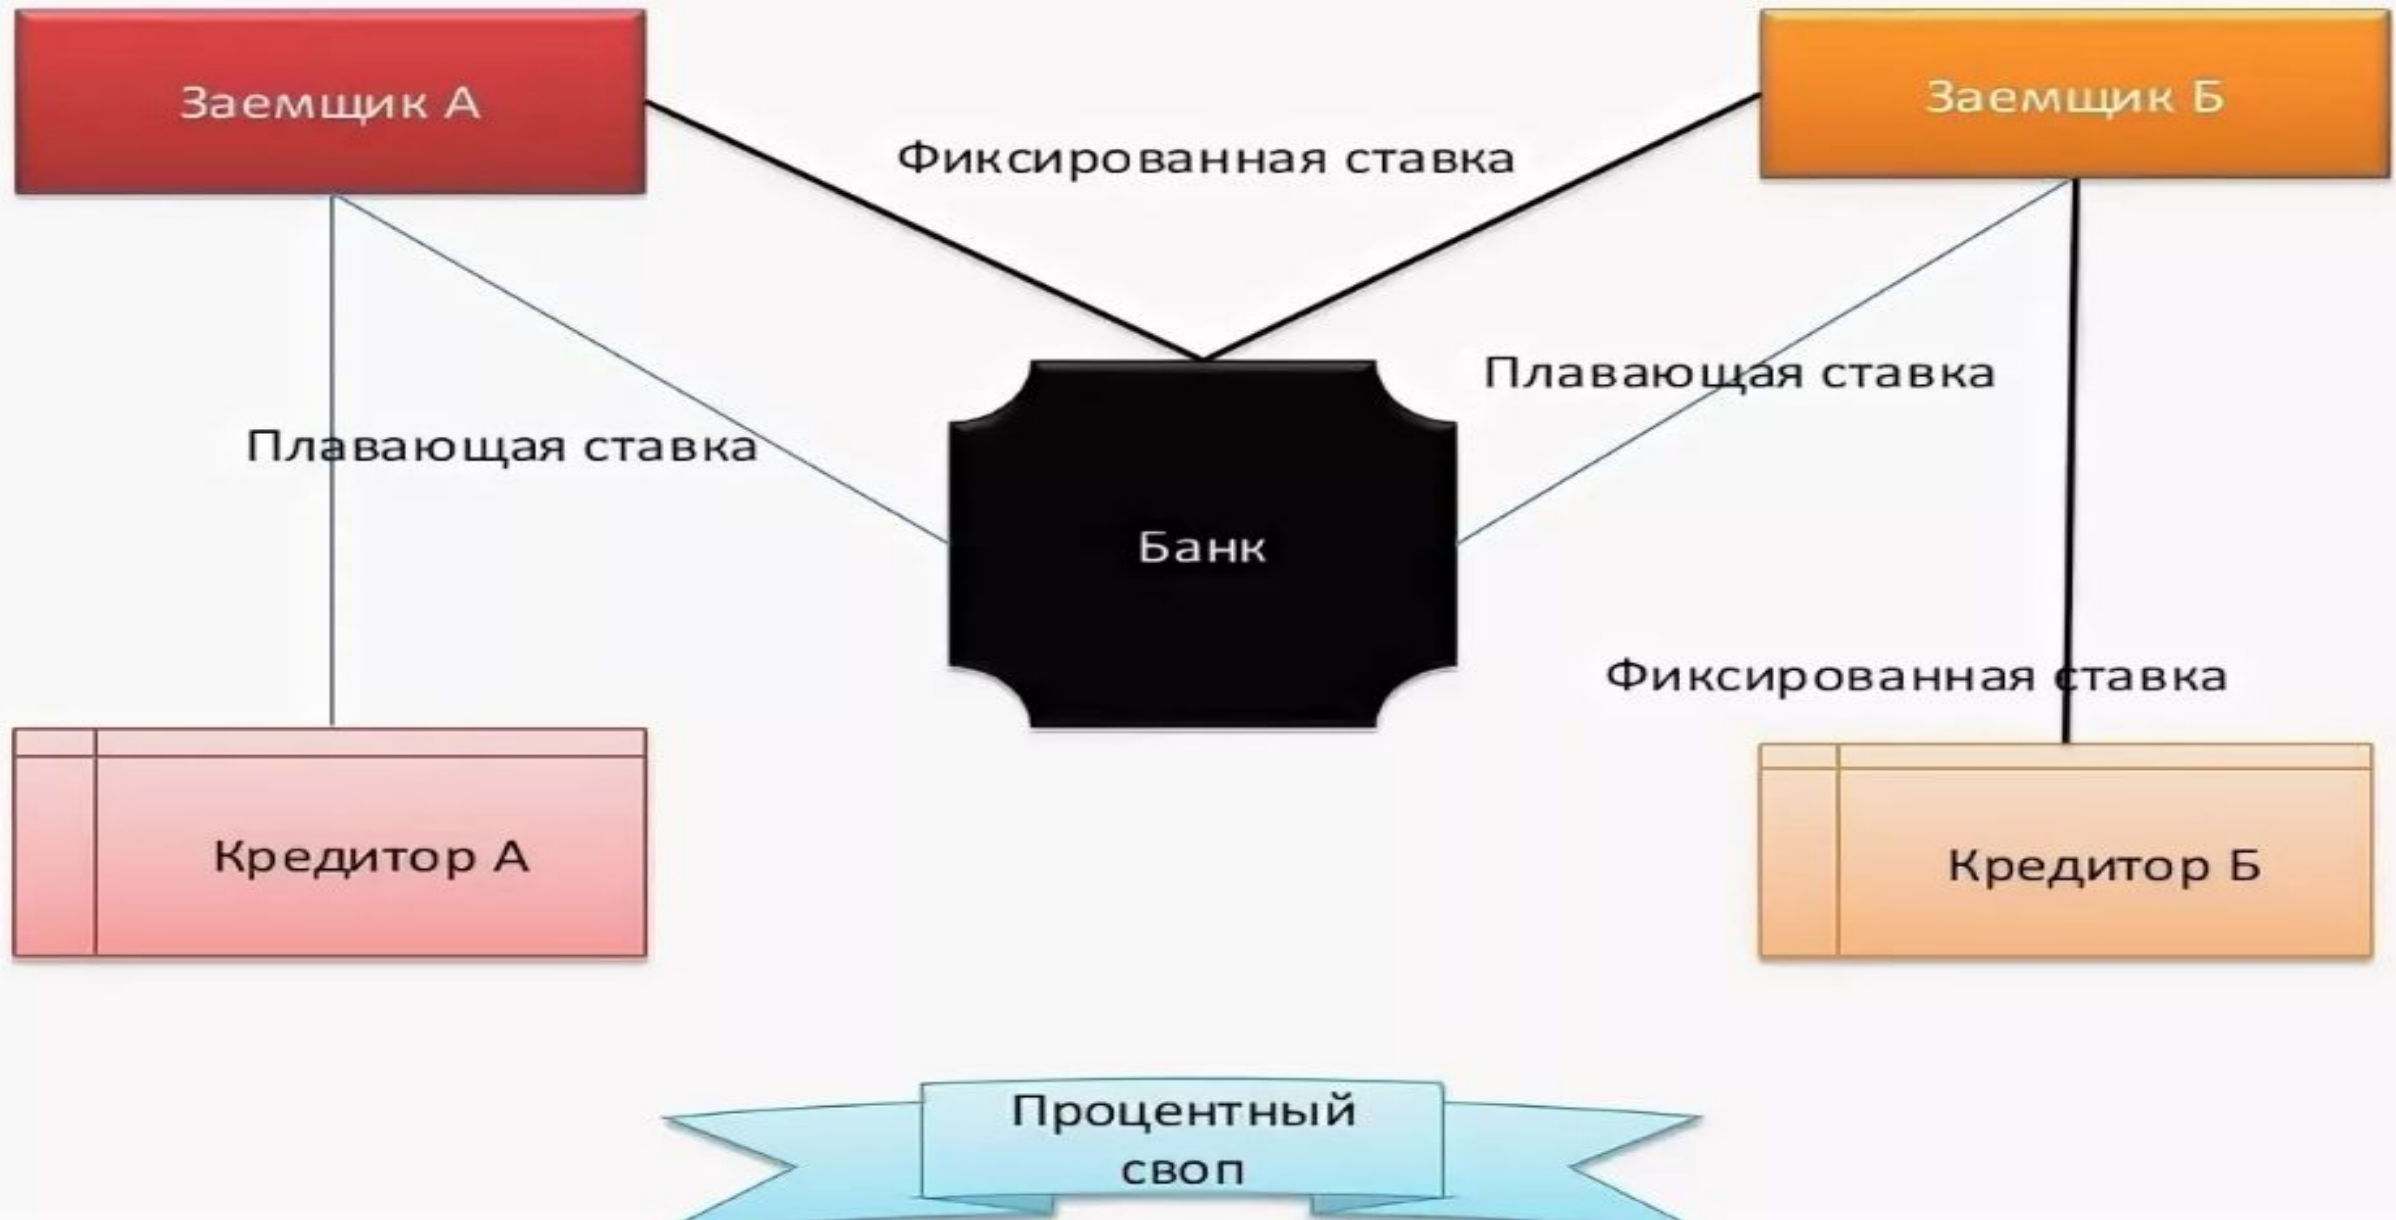 Заемщик А
Заемщик Б
Фиксированная ставка
Плавающая ставка
Плавающая ставка
Банк
Фиксированная ставка
Кредитор А
Кредитор Б
Процентный
своп